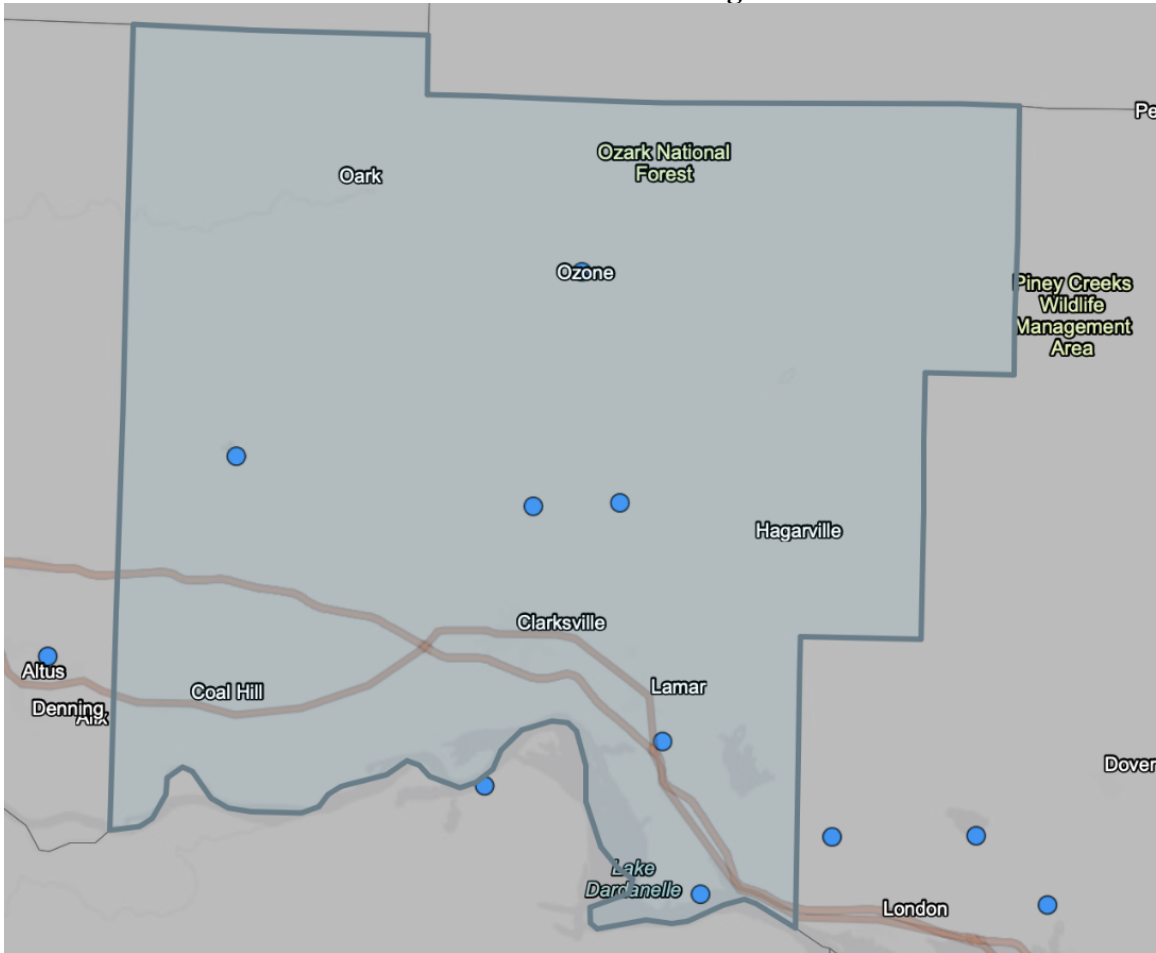 Pe
Ozark National
Forest
Oark
Ozone
Piney Creeks
Wildlife
Management
Area
Hagarville
Clarksville
Altus
Coal Hill
Lamar
Denning
Alix
Dover
Lake
Dardanelle
London